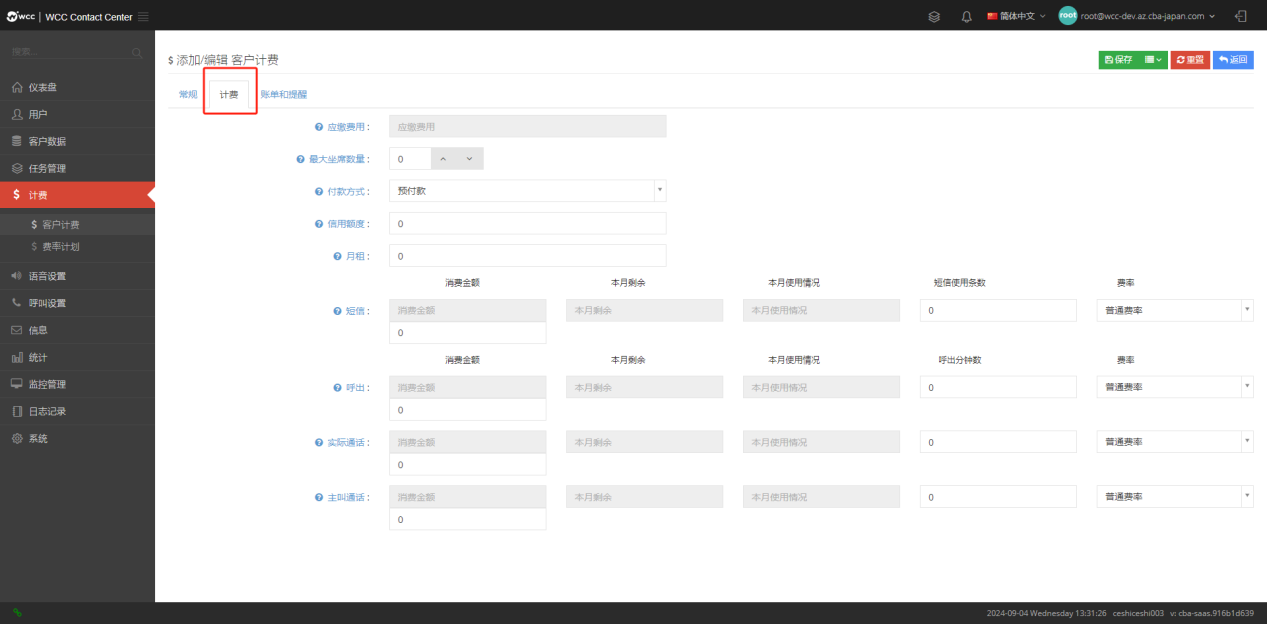 wcc | WCC Contact Center
简体中文
root
root@wcc-dev.az.cba-japan.com
搜索...
仪表盘
用户
客户数据
任务管理
$ 计费
$ 客户计费
$ 费率计划
语音设置
呼叫设置
信息
统计
监控管理
日志记录
系统
$ 添加/编辑 客户计费
保存
重置
返回
常规 计费 账单和提醒
应缴费用： 应缴费用
最大坐席数量： 0
付款方式： 预付款
信用额度： 0
月租： 0
消费金额 本月剩余 本月使用情况 短信使用条数 费率
短信： 消费金额 本月剩余 本月使用情况 0 普通费率
0
消费金额 本月剩余 本月使用情况 呼出分钟数 费率
呼出： 消费金额 本月剩余 本月使用情况 0 普通费率
0
实际通话： 消费金额 本月剩余 本月使用情况 0 普通费率
0
主叫通话： 消费金额 本月剩余 本月使用情况 0 普通费率
0
2024-09-04 Wednesday 13:31:26 ceshiceshi003 v: cba-saas.916b1d639